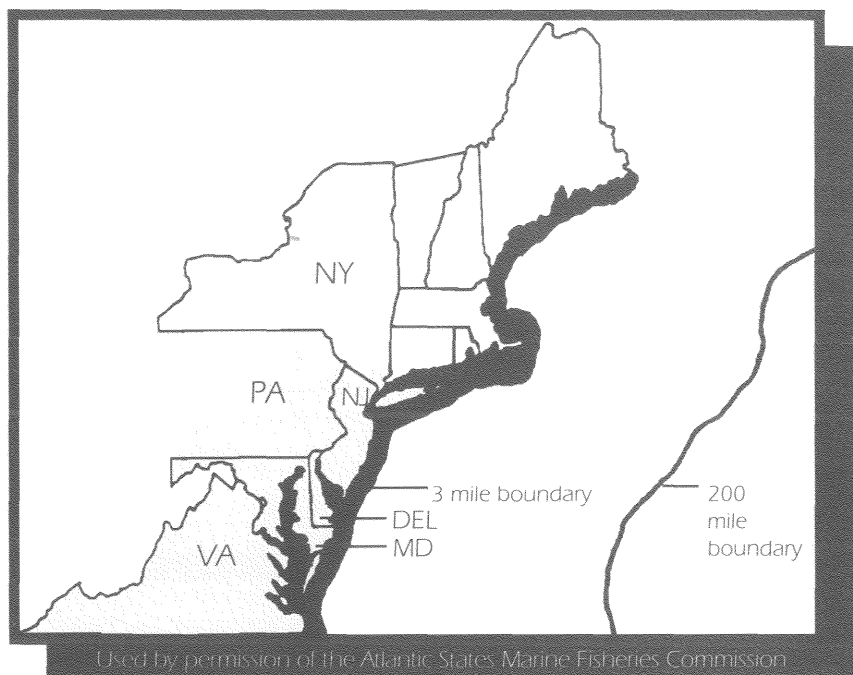 NY
PA
NJ
3 mile boundary
200
mile
boundary
DEL
MD
VA
Used by permission of the Atlantic States Marine Fisheries Commission